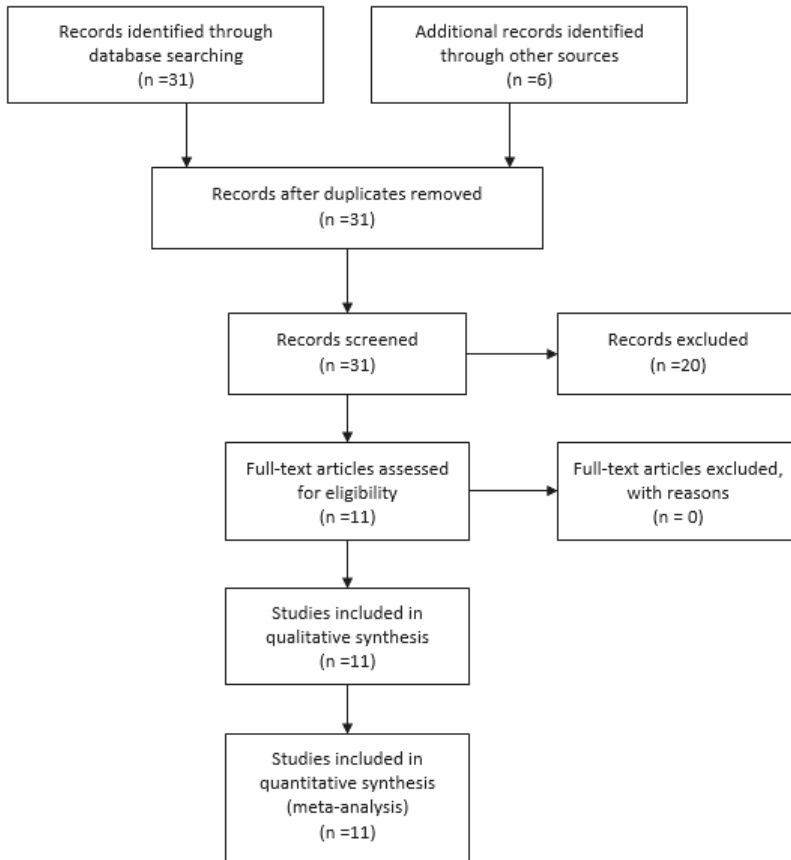 Records identified through
database searching
(n =31)
Additional records identified
through other sources
(n =6)
Records after duplicates removed
(n =31)
Records screened
(n =31)
Records excluded
(n =20)
Full-text articles assessed
for eligibility
(n =11)
Full-text articles excluded,
with reasons
(n = 0)
Studies included in
qualitative synthesis
(n =11)
Studies included in
quantitative synthesis
(meta-analysis)
(n =11)